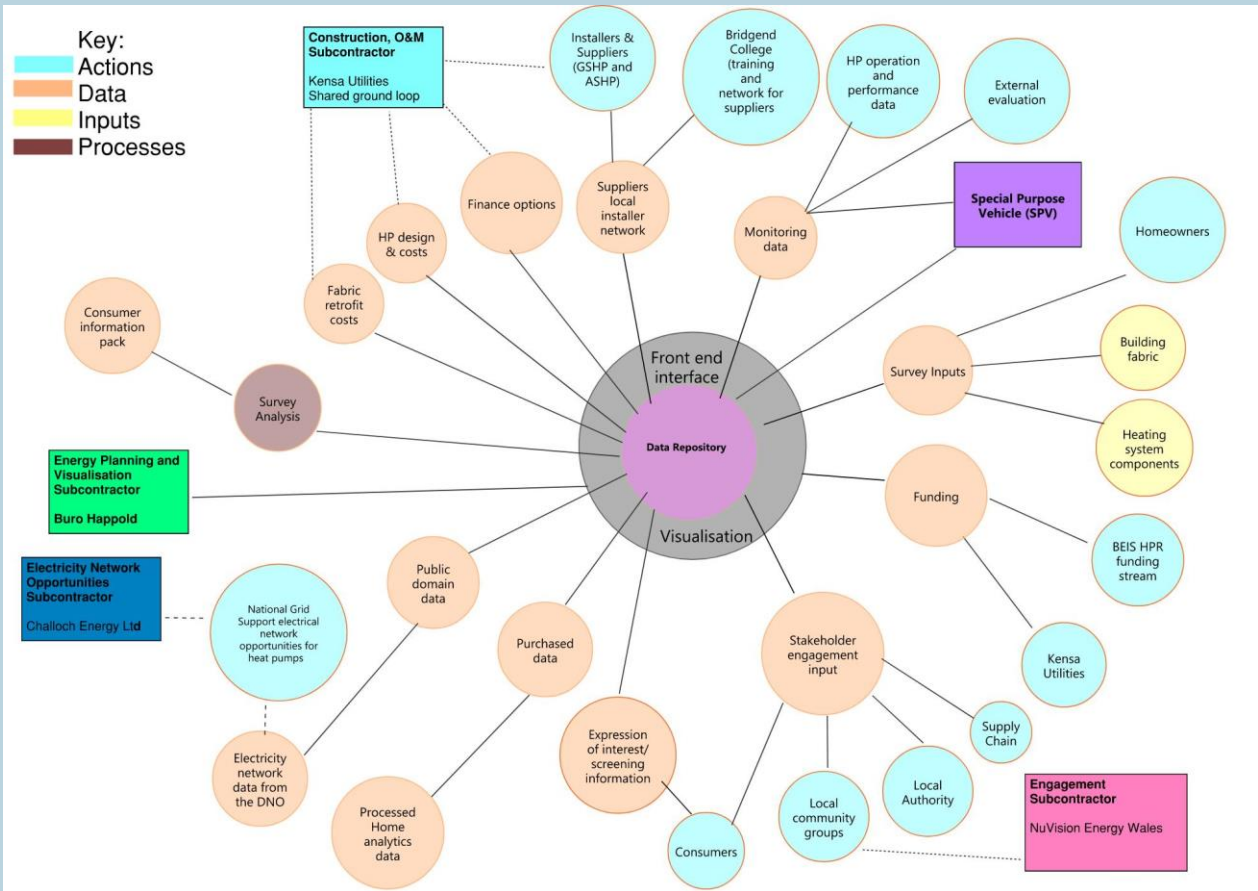 Key:
Actions
Data
Inputs
Processes
Construction, O&M
Subcontractor
Kensa Utilities
Shared ground loop
Installers &
Suppliers
(GSHP and
ASHP)
Bridgend
College
(training
and
network for
suppliers
HP operation
and
performance
data
External
evaluation
Finance options
Suppliers
local
installer
network
Monitoring
data
Special Purpose
Vehicle (SPV)
Homeowners
HP design
& costs
Fabric
retrofit
costs
Consumer
information
pack
Survey
Analysis
Front end
interface
Data Repository
Visualisation
Survey Inputs
Building
fabric
Heating
system
components
Energy Planning and
Visualisation
Subcontractor
Buro Happold
Funding
BEIS HPR
funding
stream
Kensa
Utilities
Electricity Network
Opportunities
Subcontractor
Challoch Energy Ltd
National Grid
Support electrical
network
opportunities for
heat pumps
Public
domain
data
Purchased
data
Stakeholder
engagement
input
Supply
Chain
Electricity
network
data from
the DNO
Processed
Home
analytics
data
Expression
of interest/
screening
information
Consumers
Local
community
groups
Local
Authority
Engagement
Subcontractor
NuVision Energy Wales